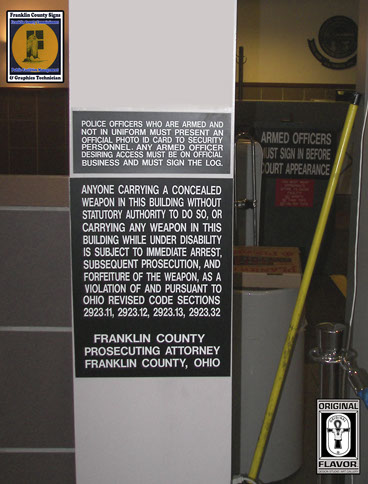 Franklin County Signs
& Graphics Technician
POLICE OFFICERS WHO ARE ARMED AND
NOT IN UNIFORM MUST PRESENT AN
OFFICIAL PHOTO ID CARD TO SECURITY
PERSONNEL. ANY ARMED OFFICER
DESIRING ACCESS MUST BE ON OFFICIAL
BUSINESS AND MUST SIGN THE LOG.
ANYONE CARRYING A CONCEALED
WEAPON IN THIS BUILDING WITHOUT
STATUTORY AUTHORITY TO DO SO, OR
CARRYING ANY WEAPON IN THIS
BUILDING WHILE UNDER DISABILITY
IS SUBJECT TO IMMEDIATE ARREST,
SUBSEQUENT PROSECUTION, AND
FORFEITURE OF THE WEAPON, AS A
VIOLATION OF AND PURSUANT TO
OHIO REVISED CODE SECTIONS
2923.11, 2923.12, 2923.13, 2923.32
FRANKLIN COUNTY
PROSECUTING ATTORNEY
FRANKLIN COUNTY, OHIO
ARMED OFFICERS
MUST SIGN IN BEFORE
COURT APPEARANCE
ORIGINAL
FLAVOR